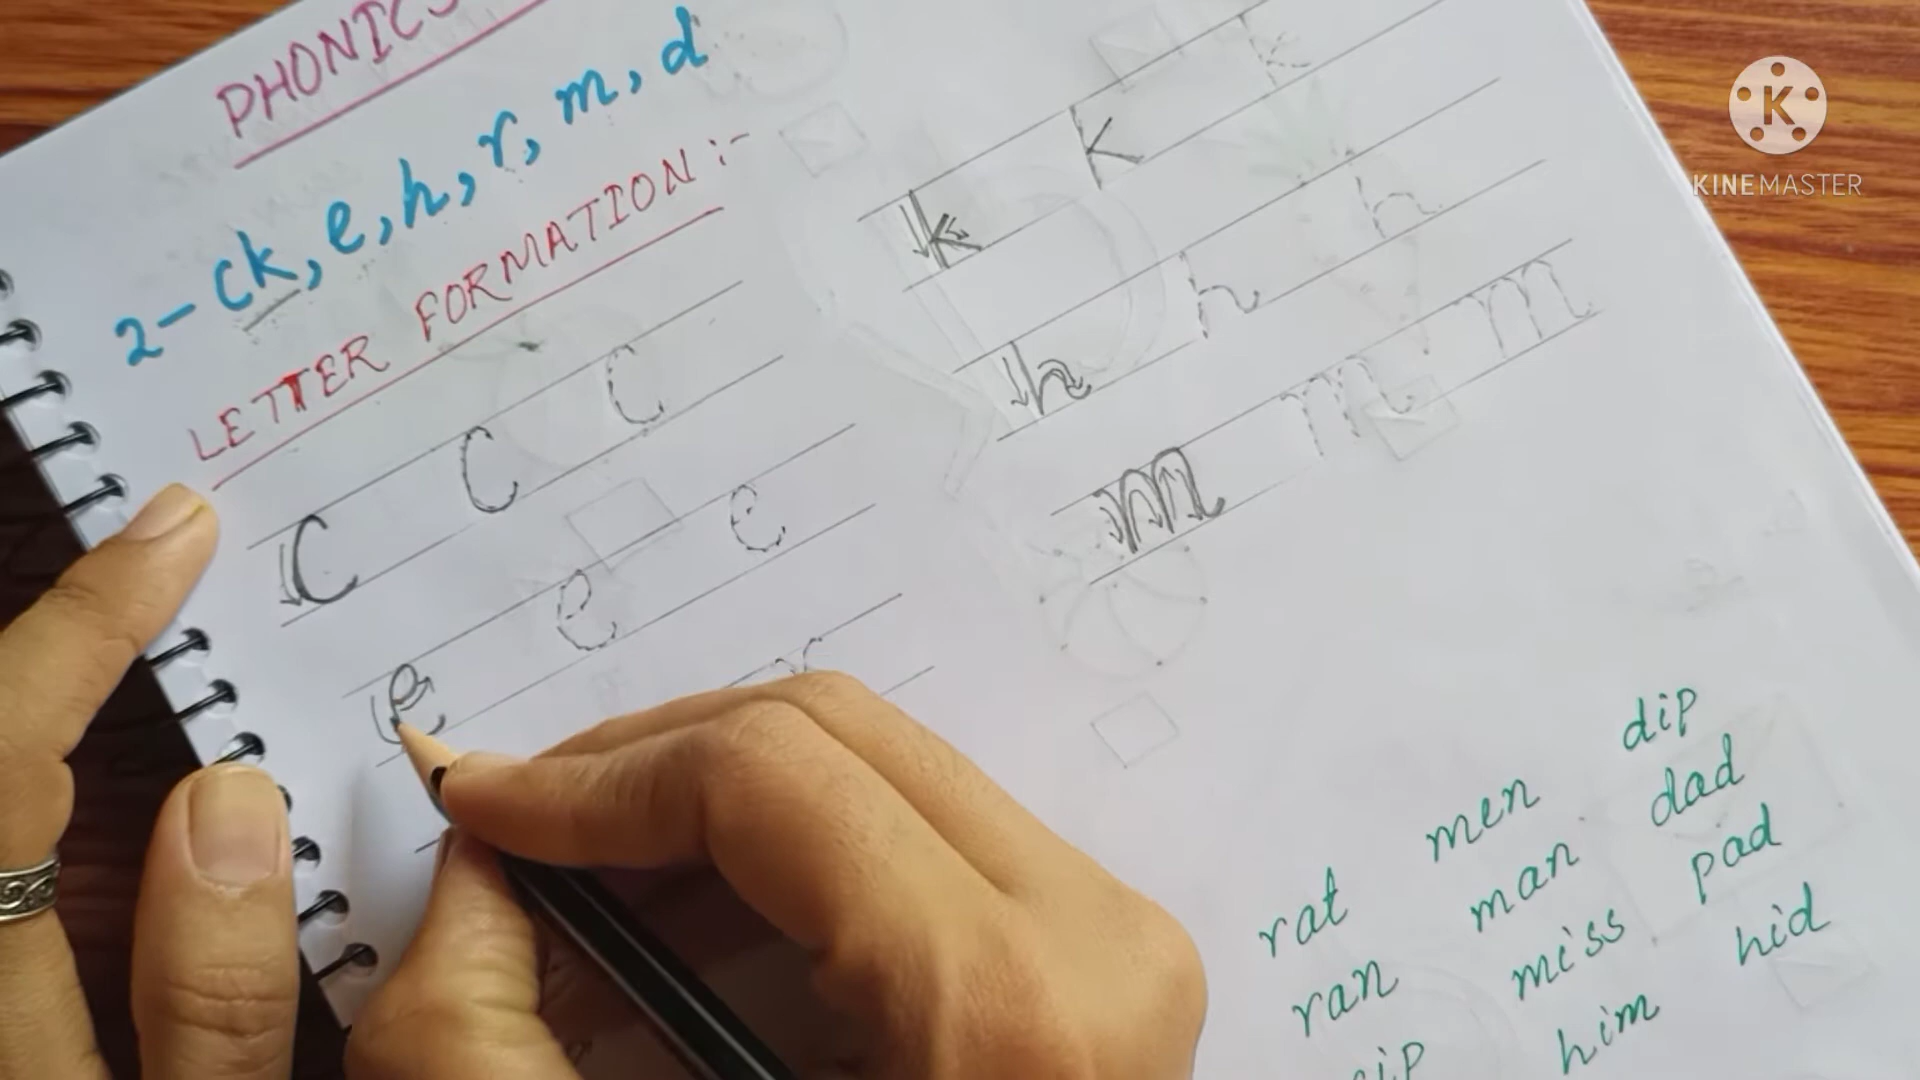 PHONICS
2-ck, e, h, r, m, d
LETTER FORMATION:-
c c c
e e e
r
k k k
h h h
m m m
rat men dip
ran man dad
miss pad
him hid
KINEMASTER